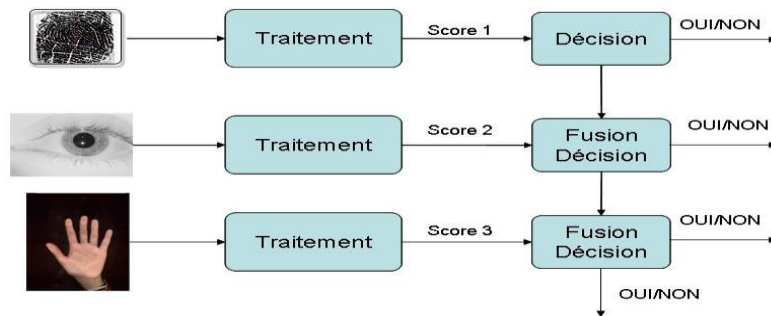 Traitement
Score 1
Décision
OUI/NON
Traitement
Score 2
Fusion
Décision
OUI/NON
Traitement
Score 3
Fusion
Décision
OUI/NON
OUI/NON